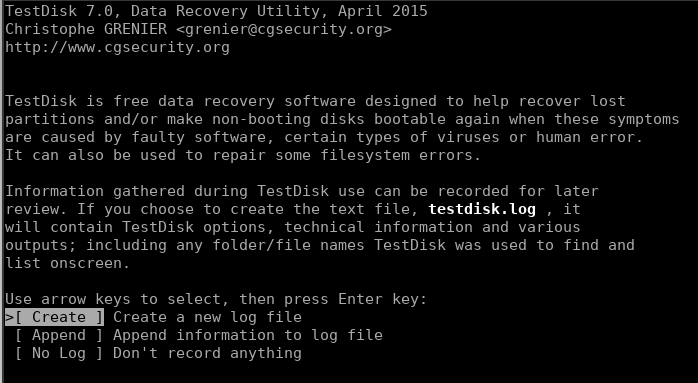 TestDisk 7.0, Data Recovery Utility, April 2015
Christophe GRENIER <grenier@cgsecurity.org>
http://www.cgsecurity.org
TestDisk is free data recovery software designed to help recover lost
partitions and/or make non-booting disks bootable again when these symptoms
are caused by faulty software, certain types of viruses or human error.
It can also be used to repair some filesystem errors.
Information gathered during TestDisk use can be recorded for later
review. If you choose to create the text file, testdisk.log , it
will contain TestDisk options, technical information and various
outputs; including any folder/file names TestDisk was used to find and
list onscreen.
Use arrow keys to select, then press Enter key:
>[ Create ] Create a new log file
[ Append ] Append information to log file
[ No Log ] Don't record anything